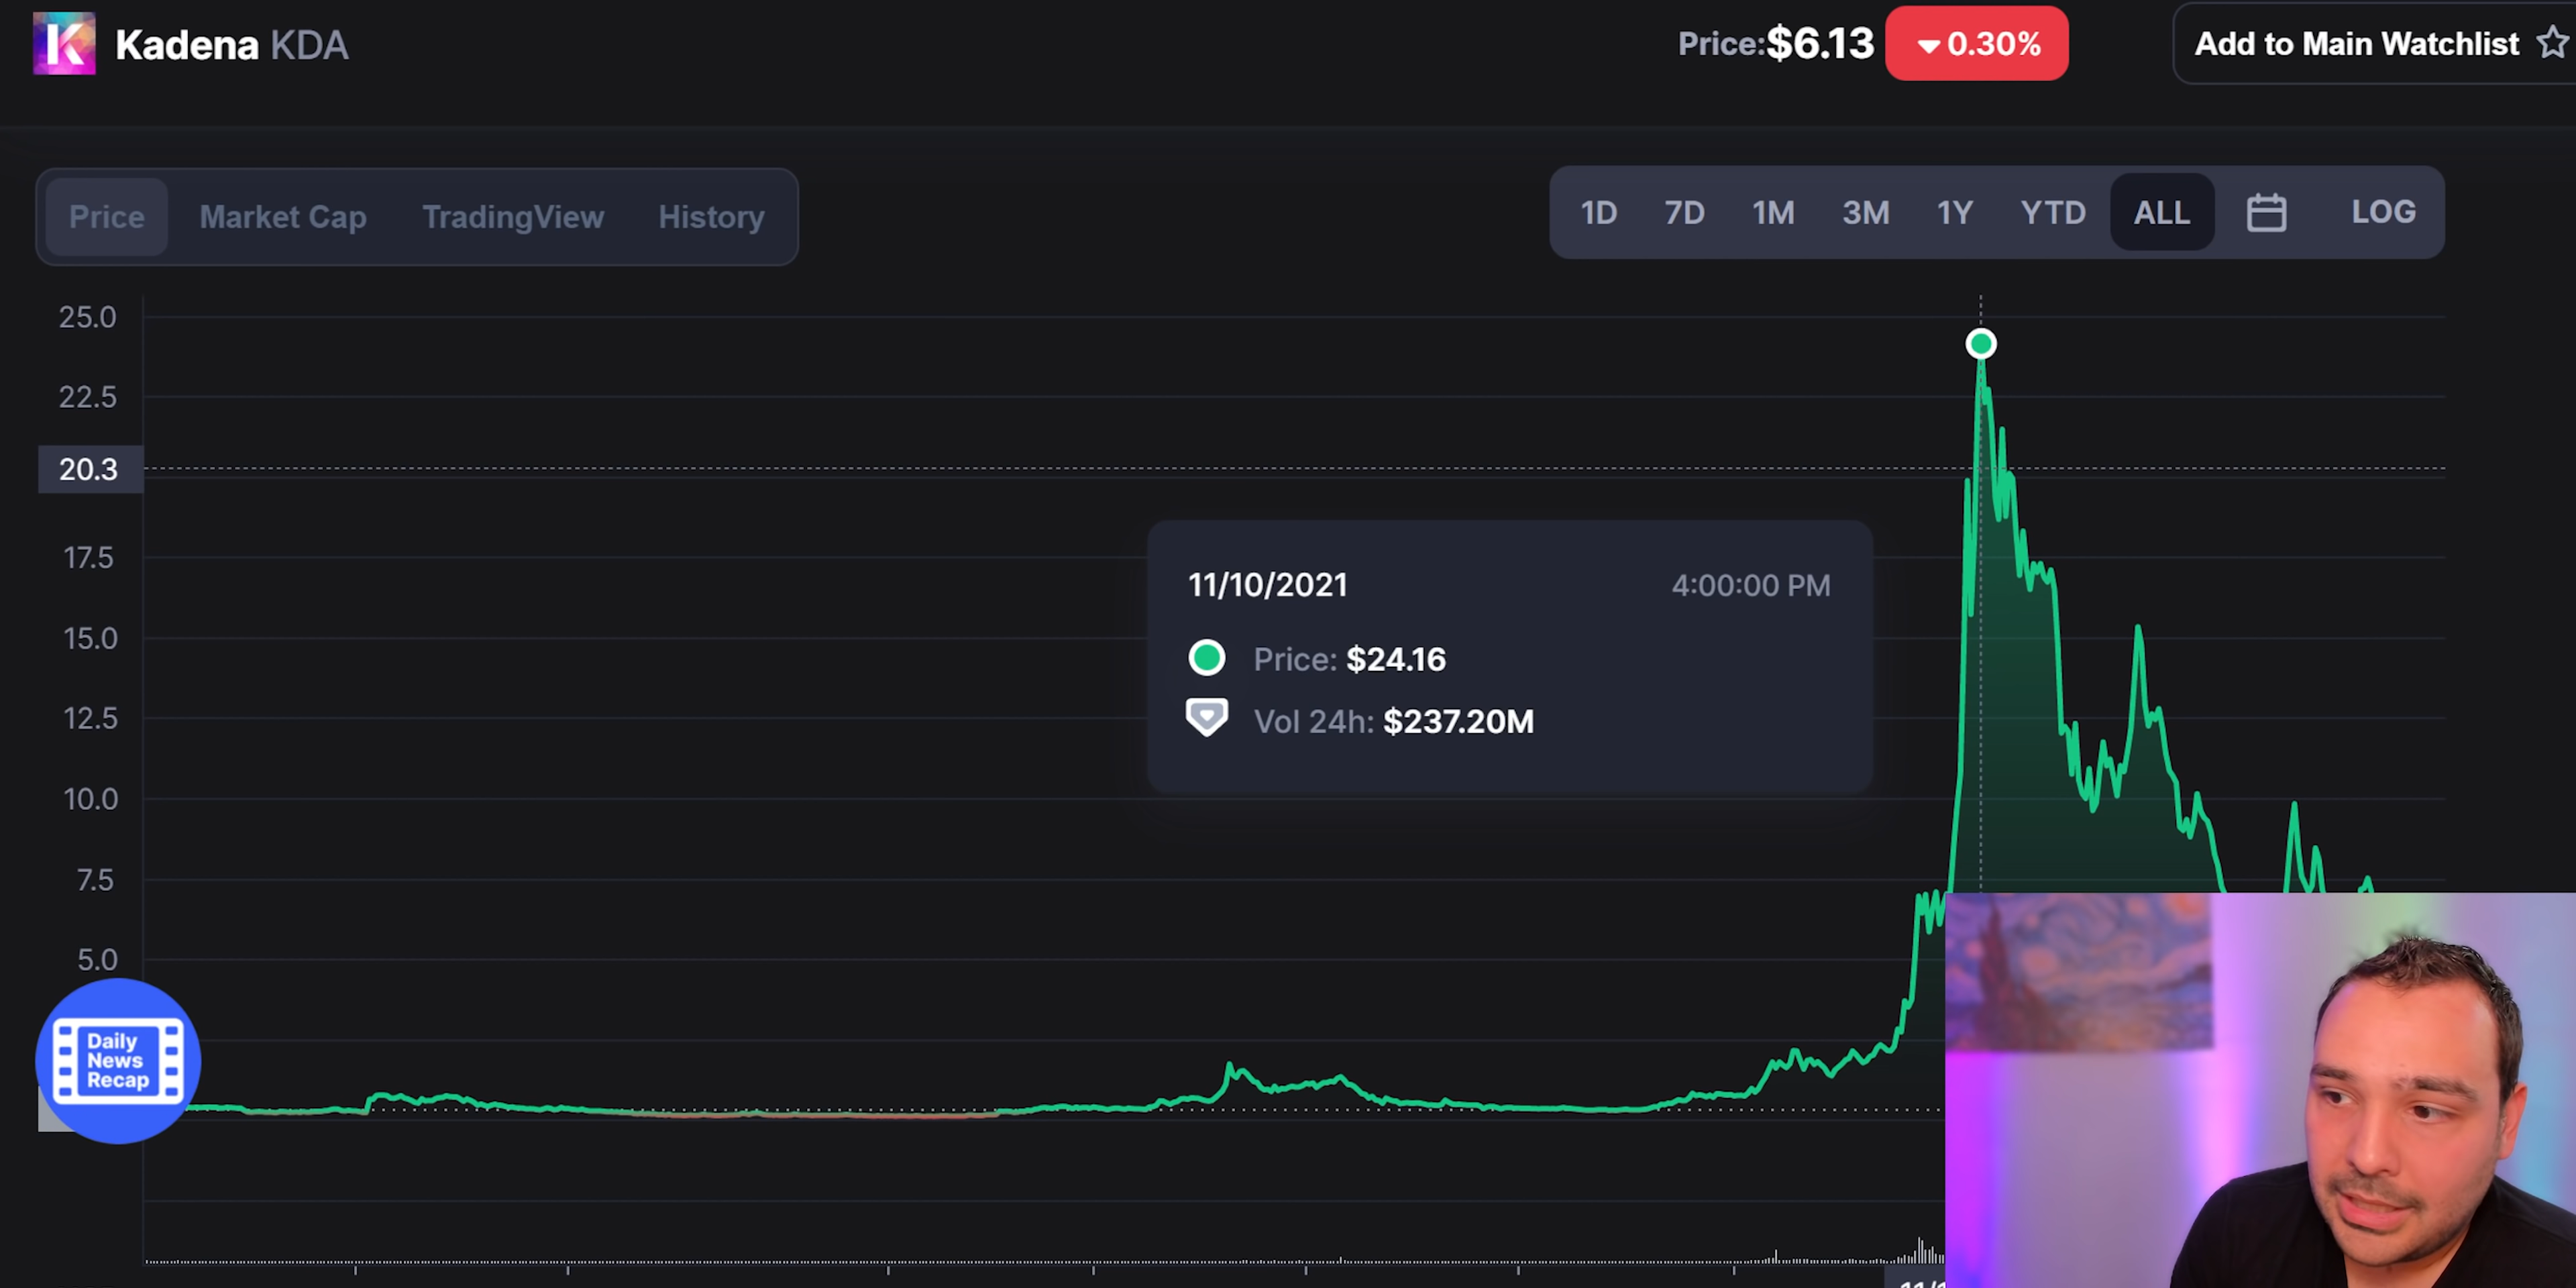 Kadena KDA
Price:$6.13
0.30%
Add to Main Watchlist
Price
Market Cap
TradingView
History
1D
7D
1M
3M
1Y
YTD
ALL
LOG
25.0
22.5
20.3
17.5
15.0
12.5
10.0
7.5
5.0
11/10/2021
4:00:00 PM
Price: $24.16
Vol 24h: $237.20M
Daily
News
Recap